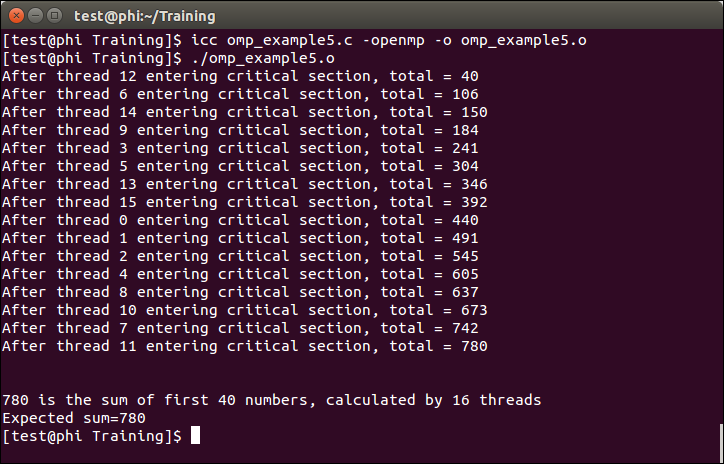 test@phi:~/Training
[test@phi Training]$ icc omp_example5.c -openmp -o omp_example5.o
[test@phi Training]$ ./omp_example5.o
After thread 12 entering critical section, total = 40
After thread 6 entering critical section, total = 106
After thread 14 entering critical section, total = 150
After thread 9 entering critical section, total = 184
After thread 3 entering critical section, total = 241
After thread 5 entering critical section, total = 304
After thread 13 entering critical section, total = 346
After thread 15 entering critical section, total = 392
After thread 0 entering critical section, total = 440
After thread 1 entering critical section, total = 491
After thread 2 entering critical section, total = 545
After thread 4 entering critical section, total = 605
After thread 8 entering critical section, total = 637
After thread 10 entering critical section, total = 673
After thread 7 entering critical section, total = 742
After thread 11 entering critical section, total = 780
780 is the sum of first 40 numbers, calculated by 16 threads
Expected sum=780
[test@phi Training]$